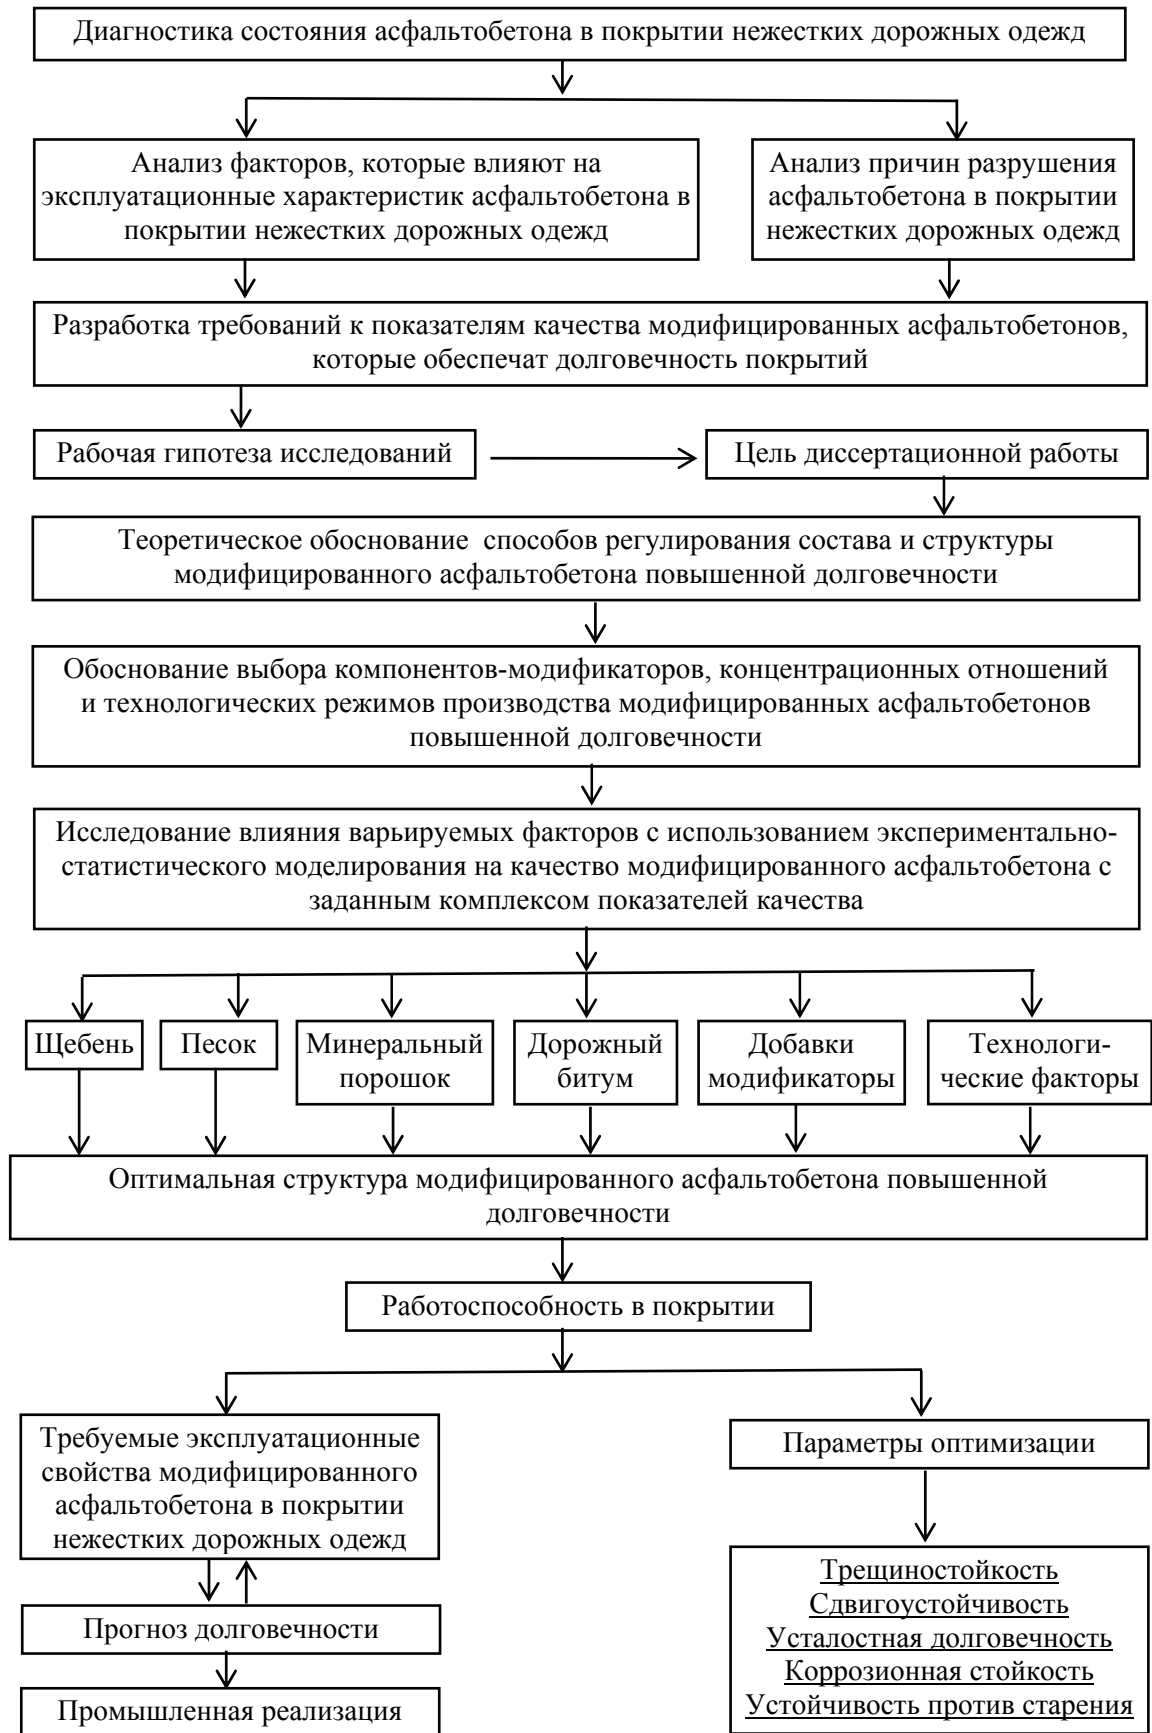 Диагностика состояния асфальтобетона в покрытии нежестких дорожных одежд
Анализ факторов, которые влияют на
эксплуатационные характеристик асфальтобетона в
покрытии нежестких дорожных одежд
Анализ причин разрушения
асфальтобетона в покрытии
нежестких дорожных одежд
Разработка требований к показателям качества модифицированных асфальтобетонов,
которые обеспечат долговечность покрытий
Рабочая гипотеза исследований
Цель диссертационной работы
Теоретическое обоснование способов регулирования состава и структуры
модифицированного асфальтобетона повышенной долговечности
Обоснование выбора компонентов-модификаторов, концентрационных отношений
и технологических режимов производства модифицированных асфальтобетонов
повышенной долговечности
Исследование влияния варьируемых факторов с использованием экспериментально-
статистического моделирования на качество модифицированного асфальтобетона с
заданным комплексом показателей качества
Щебень
Песок
Минеральный
порошок
Дорожный
битум
Добавки
модификаторы
Технологи-
ческие факторы
Оптимальная структура модифицированного асфальтобетона повышенной
долговечности
Работоспособность в покрытии
Требуемые эксплуатационные
свойства модифицированного
асфальтобетона в покрытии
нежестких дорожных одежд
Параметры оптимизации
Прогноз долговечности
Промышленная реализация
Трещиностойкость
Сдвигоустойчивость
Усталостная долговечность
Коррозионная стойкость
Устойчивость против старения